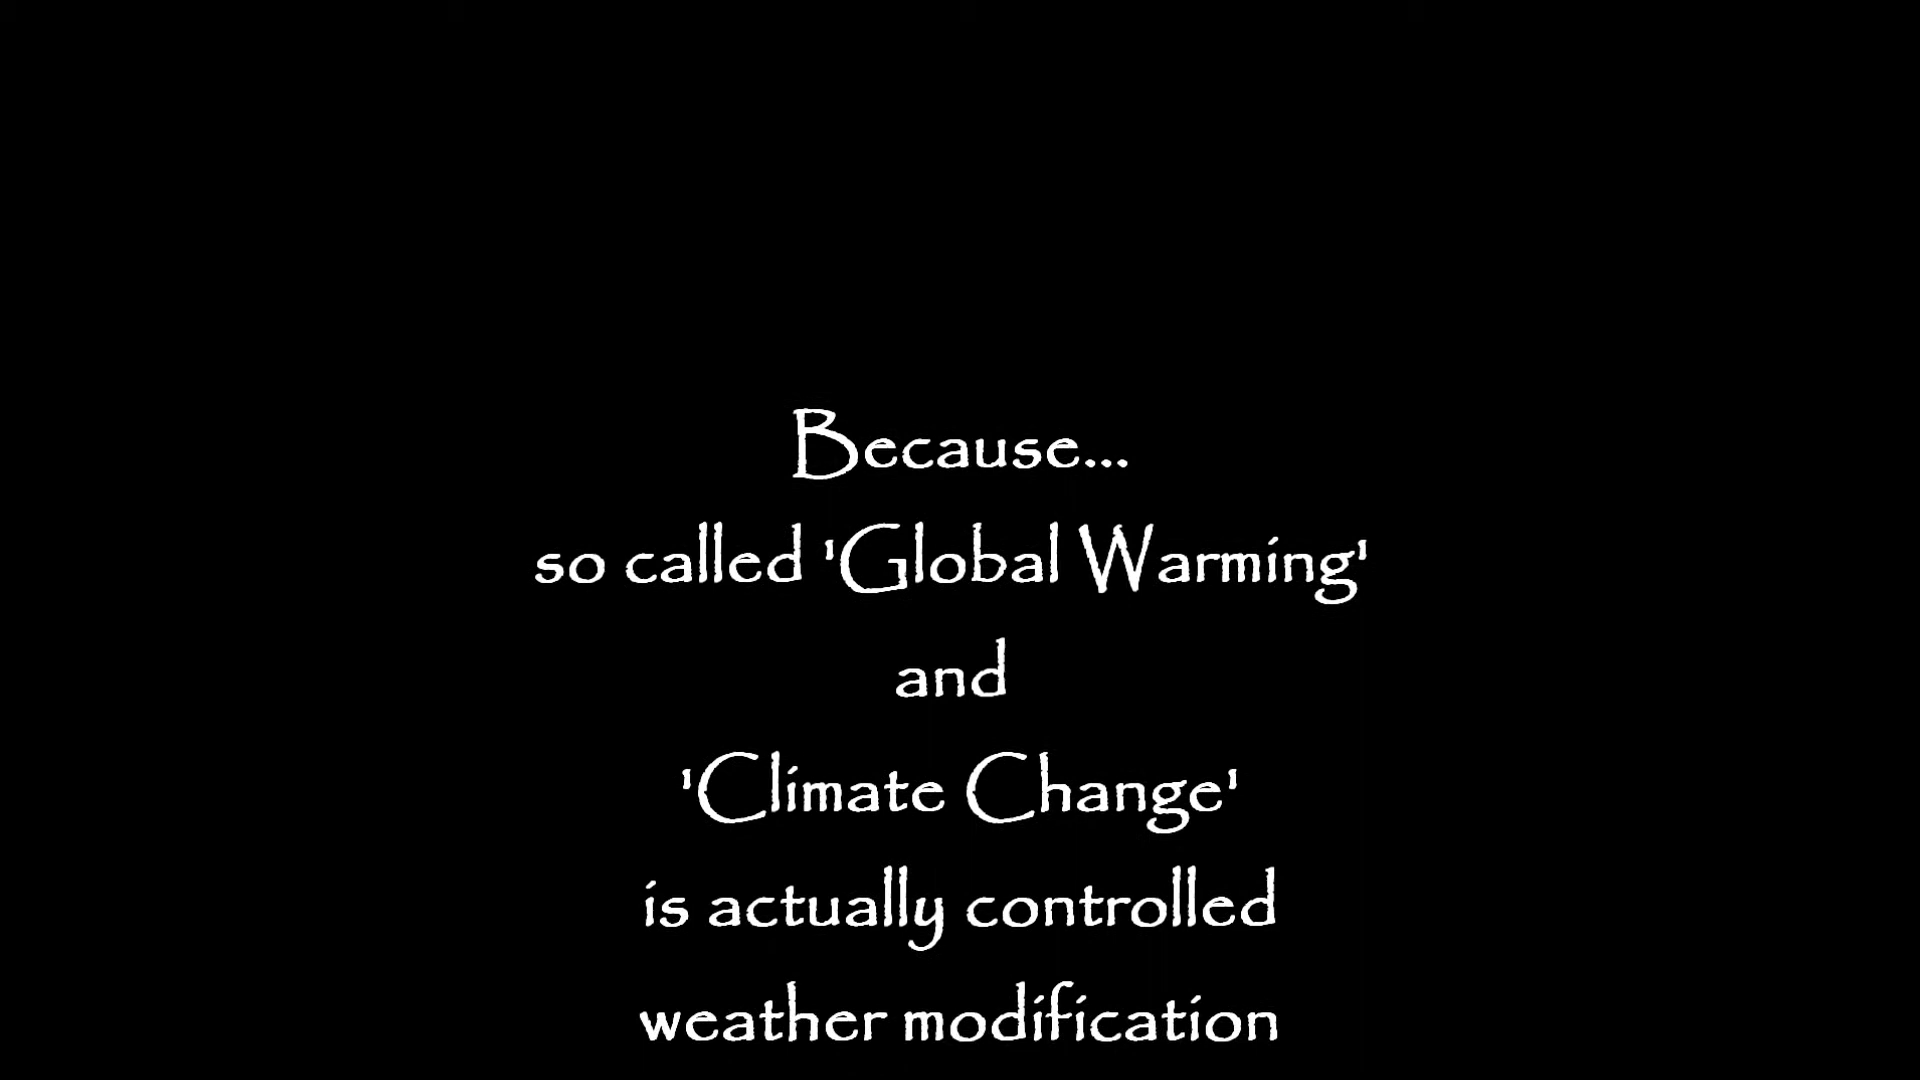 Because...
so called 'Global Warming'
and
'Climate Change'
is actually controlled
weather modification